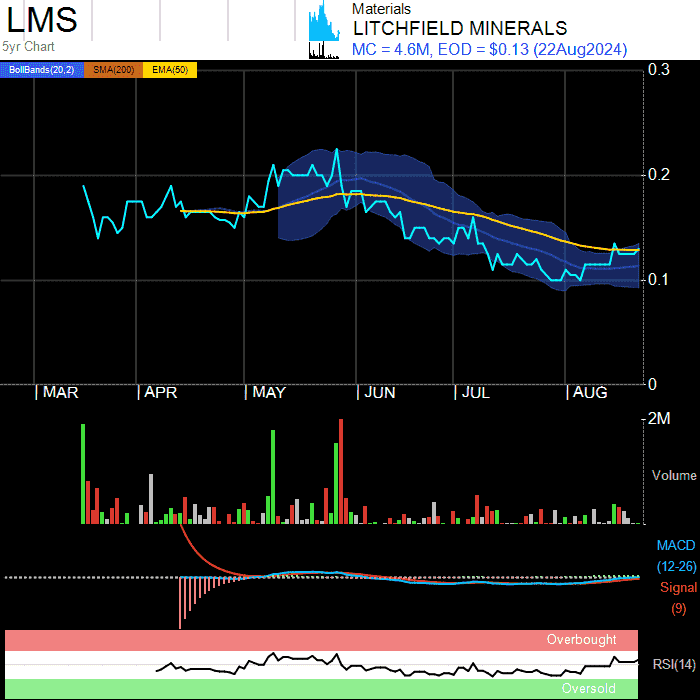 LMS
5yr Chart
Materials
LITCHFIELD MINERALS
MC = 4.6M, EOD = $0.13 (22Aug2024)
BollBands(20,2) SMA(200) EMA(50)
0.3
0.2
0.1
0
| MAR | APR | MAY | JUN | JUL | AUG
2M
Volume
MACD
(12-26)
Signal
(9)
Overbought
RSI(14)
Oversold